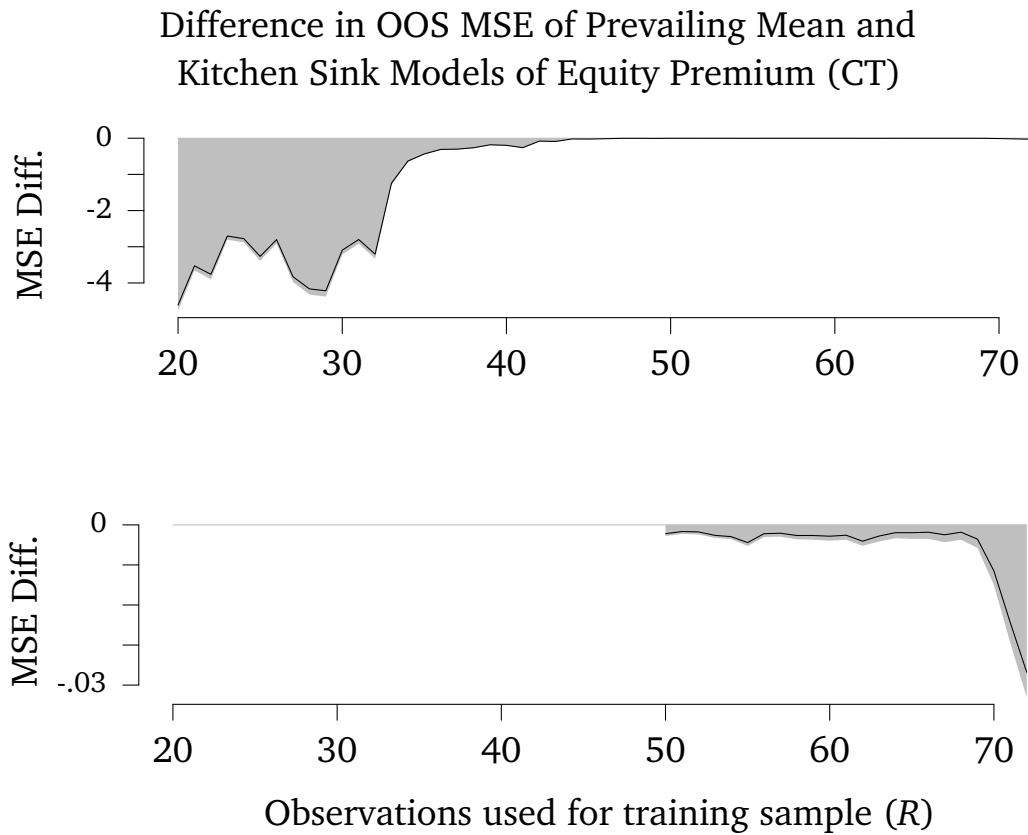 Difference in OOS MSE of Prevailing Mean and
Kitchen Sink Models of Equity Premium (CT)
MSE Diff.
0
-2
-4
20 30 40 50 60 70
MSE Diff.
0
-.03
20 30 40 50 60 70
Observations used for training sample (R)